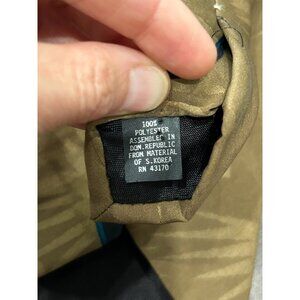 100%
POLYESTER
ASSEMBLED IN
DOM.REPUBLIC
FROM MATERIAL
OF S.KOREA
RN 43170